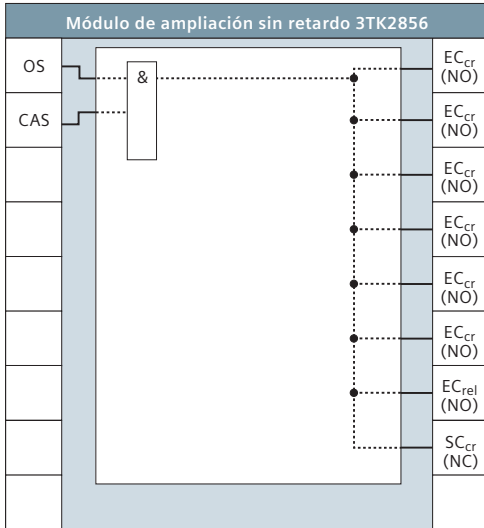 Módulo de ampliación sin retardo 3TK2856
OS
&
CAS
ECcr
(NO)
ECcr
(NO)
ECcr
(NO)
ECcr
(NO)
ECcr
(NO)
ECcr
(NO)
ECrel
(NO)
SCcr
(NC)